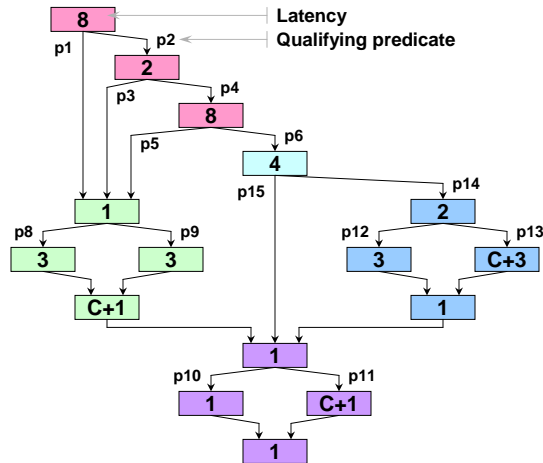 8 Latency
p1 p2 Qualifying predicate
2
p3 p4
8
p5 p6
4
p15 p14
1 2
p8 p9 p12 p13
3 3 3 C+3
C+1 1
1
p10 p11
1 C+1
1